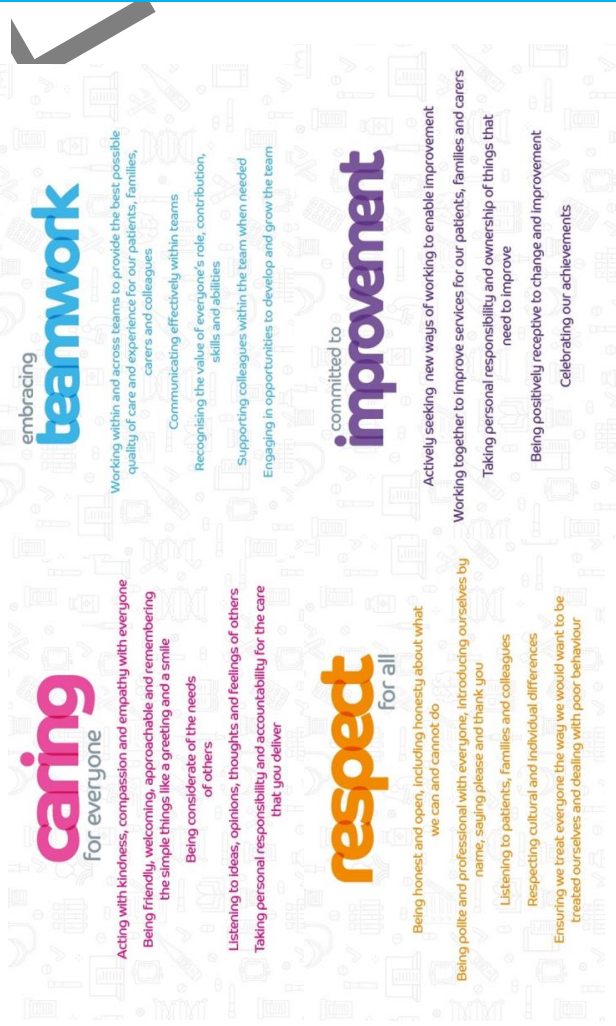 caring
for everyone
Acting with kindness, compassion and empathy with everyone
Being friendly, welcoming, approachable and remembering
the simple things like a greeting and a smile
Being considerate of the needs
of others
Listening to ideas, opinions, thoughts and feelings of others
Taking personal responsibility and accountability for the care
that you deliver
embracing
teamwork
Working within and across teams to provide the best possible
quality of care and experience for our patients, families,
carers and colleagues
Communicating effectively within teams
Recognising the value of everyone's role, contribution,
skills and abilities
Supporting colleagues within the team when needed
Engaging in opportunities to develop and grow the team
respect
for all
Being honest and open, including honesty about what
we can and cannot do
Being polite and professional with everyone, introducing ourselves by
name, saying please and thank you
Listening to patients, families and colleagues
Respecting cultural and individual differences
Ensuring we treat everyone the way we would want to be
treated ourselves and dealing with poor behaviour
committed to
improvement
Actively seeking new ways of working to enable improvement
Working together to improve services for our patients, families and carers
Taking personal responsibility and ownership of things that
need to improve
Being positively receptive to change and improvement
Celebrating our achievements